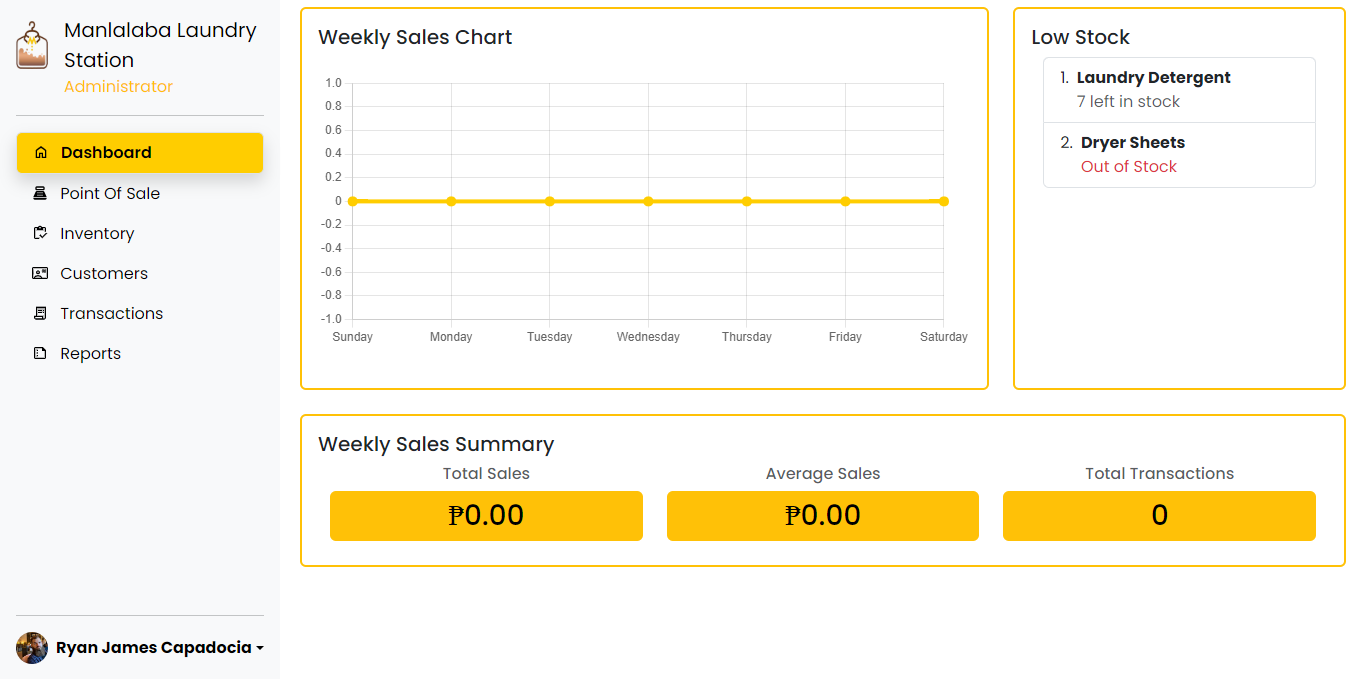 Manlalaba Laundry
Station
Administrator
Dashboard
Point Of Sale
Inventory
Customers
Transactions
Reports
Ryan James Capadocia
Weekly Sales Chart
1.0
0.8
0.6
0.4
0.2
0
-0.2
-0.4
-0.6
-0.8
-1.0
Sunday Monday Tuesday Wednesday Thursday Friday Saturday
Low Stock
1. Laundry Detergent
7 left in stock
2. Dryer Sheets
Out of Stock
Weekly Sales Summary
Total Sales Average Sales Total Transactions
₱0.00 ₱0.00 0